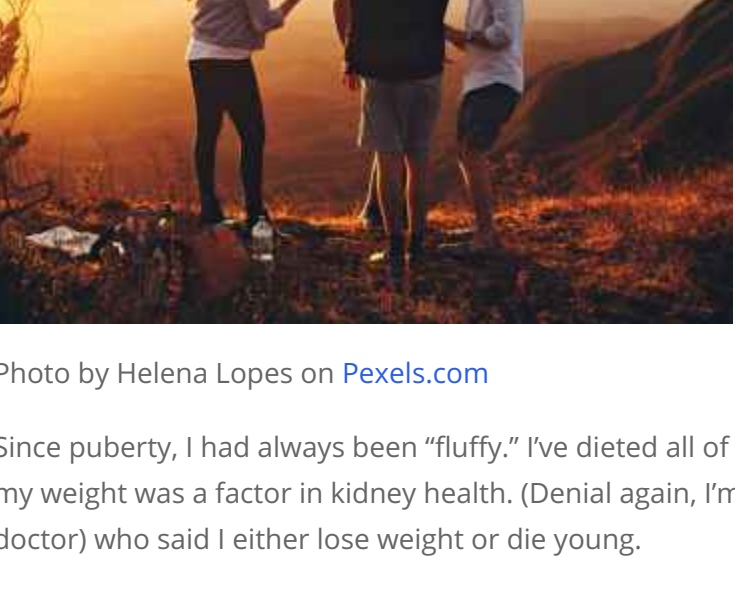 Photo by Helena Lopes on Pexels.com
Since puberty, I had always been “fluffy.” I’ve dieted all of
my weight was a factor in kidney health. (Denial again, I’m
doctor) who said I either lose weight or die young.